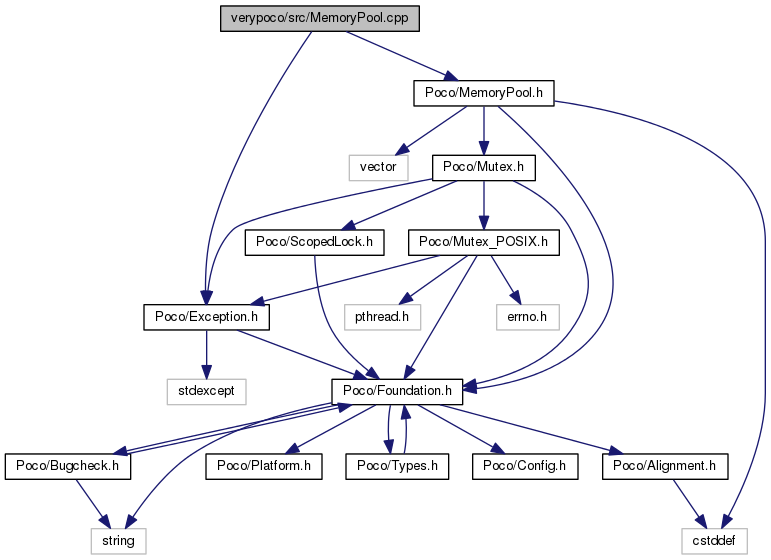 verypoco/src/MemoryPool.cpp
Poco/MemoryPool.h
vector
Poco/Mutex.h
Poco/ScopedLock.h
Poco/Mutex_POSIX.h
Poco/Exception.h
pthread.h
errno.h
stdexcept
Poco/Foundation.h
Poco/Bugcheck.h
Poco/Platform.h
Poco/Types.h
Poco/Config.h
Poco/Alignment.h
string
cstddef